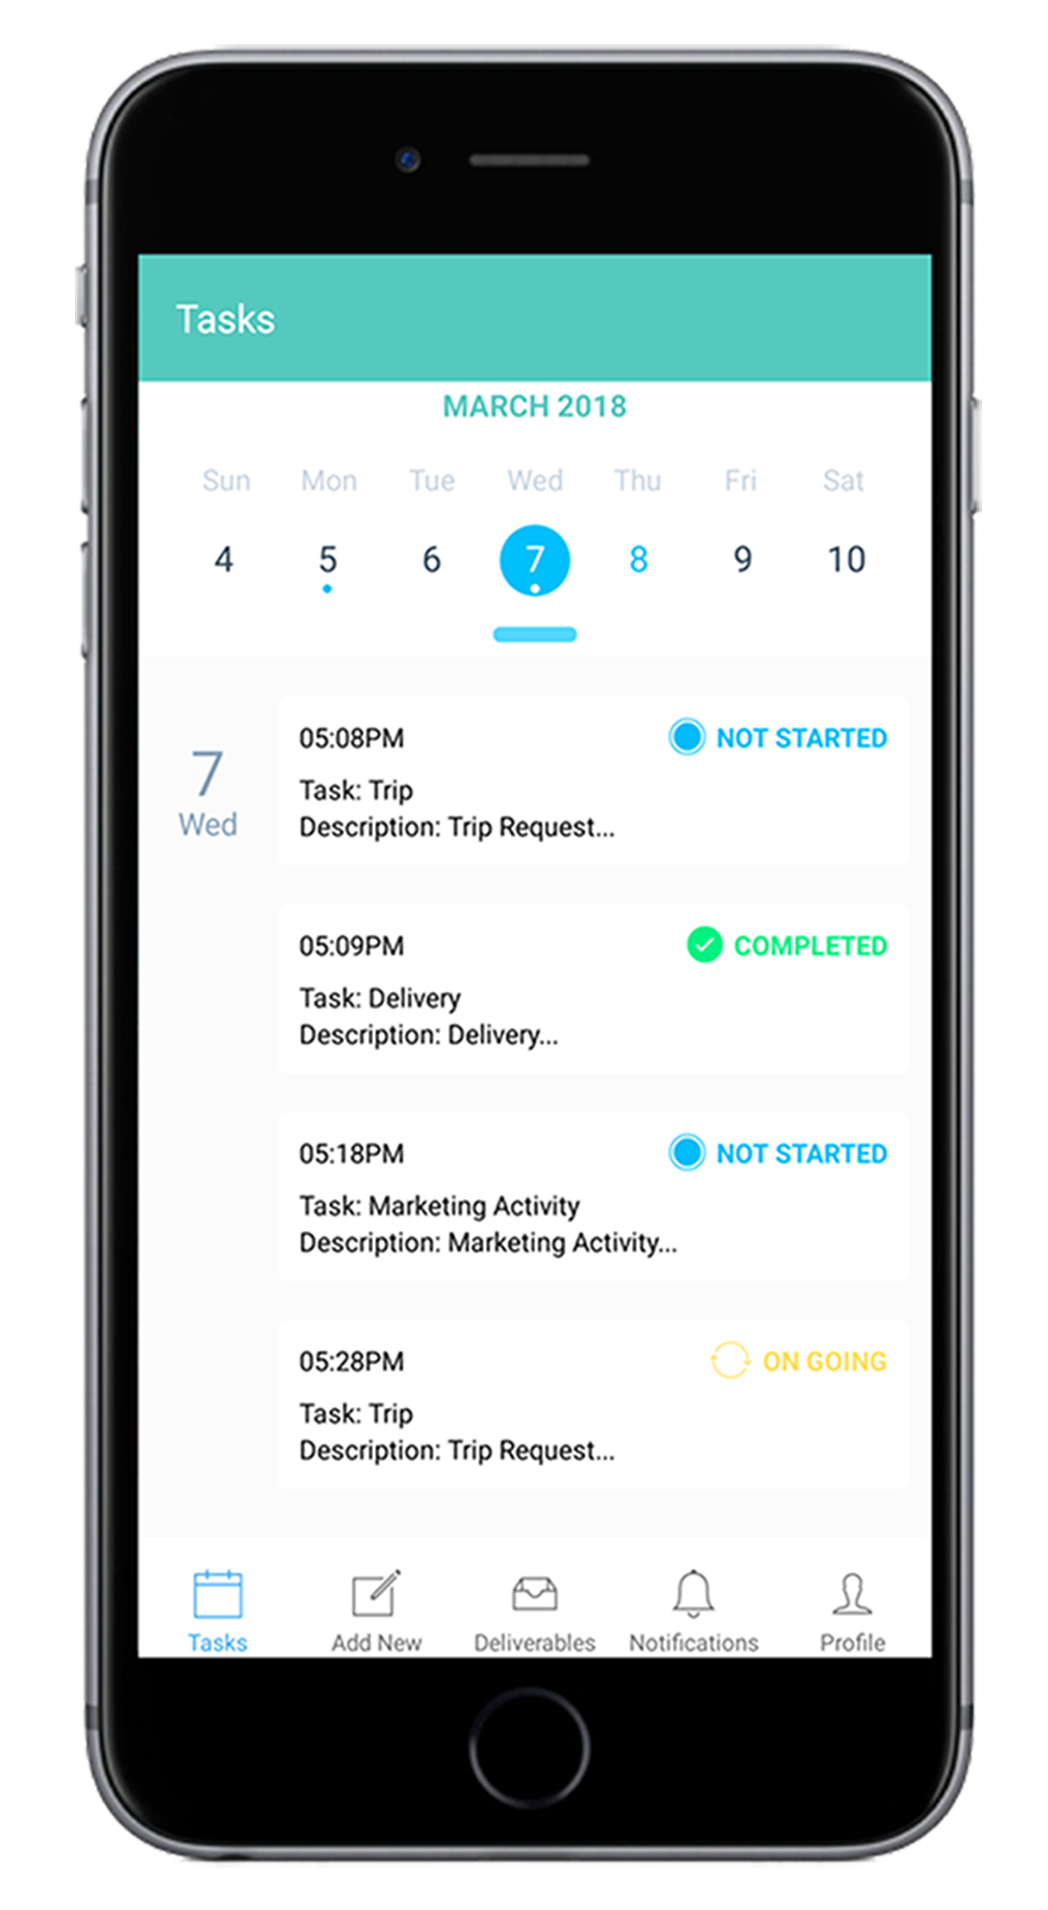 Tasks
MARCH 2018
Sun Mon Tue Wed Thu Fri Sat
4 5 6 7 8 9 10
7
Wed
05:08PM NOT STARTED
Task: Trip
Description: Trip Request...
05:09PM COMPLETED
Task: Delivery
Description: Delivery...
05:18PM NOT STARTED
Task: Marketing Activity
Description: Marketing Activity...
05:28PM ON GOING
Task: Trip
Description: Trip Request...
Tasks Add New Deliverables Notifications Profile